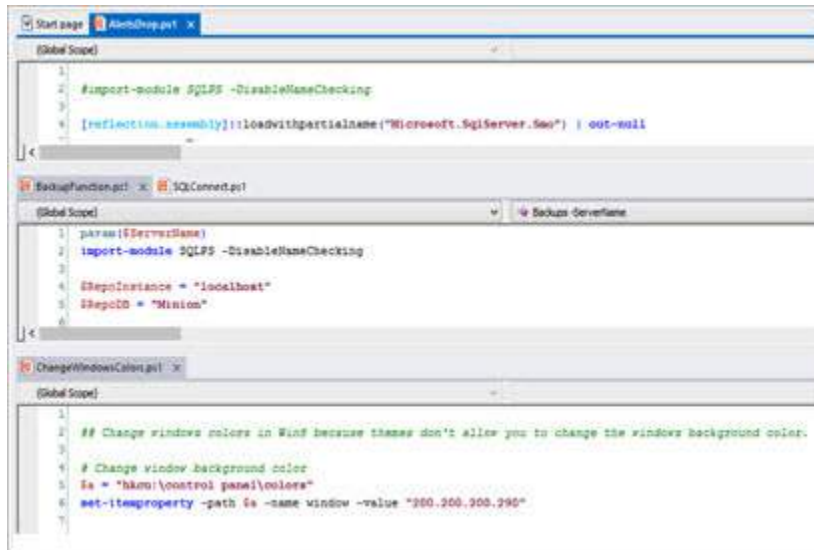 Start page AlertsDrop.ps1 x
(Global Scope)
1
2 #import-module SQLPS -DisableNameChecking
3
4 [reflection.assembly]::loadwithpartialname("Microsoft.SqlServer.Smo") | out-null
BackupFunction.ps1 x SQLConnect.ps1
(Global Scope) Backups -ServerName
1 param($ServerName)
2 import-module SQLPS -DisableNameChecking
3
4 $RepoInstance = "localhost"
5 $RepoDB = "Minion"
6
ChangeWindowsColors.ps1 x
(Global Scope)
1
2 ## Change windows colors in Win8 because themes don't allow you to change the windows background color.
3
4 # Change window background color
5 $a = "hkcu:\control panel\colors"
6 set-itemproperty -path $a -name window -value
7